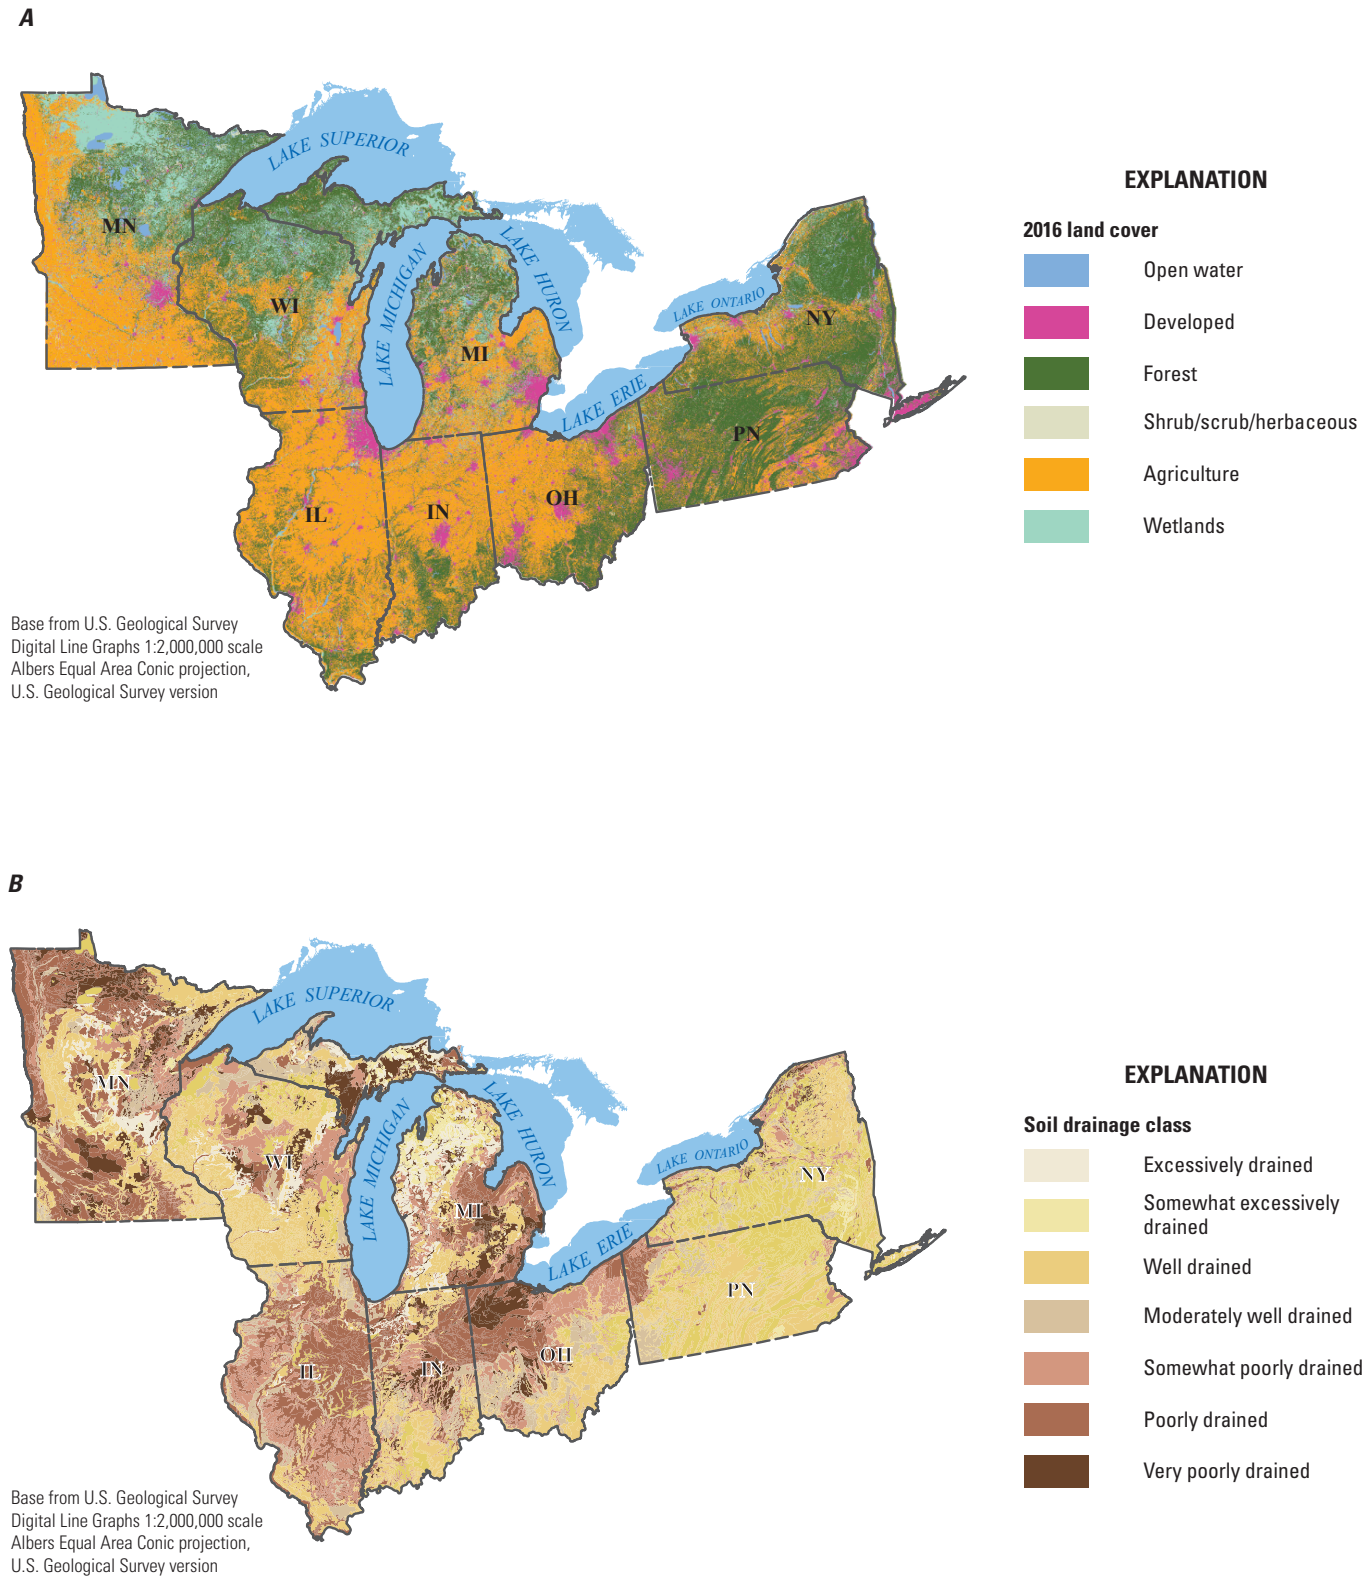 A
LAKE SUPERIOR
MN
LAKE MICHIGAN
LAKE HURON
WI
LAKE ONTARIO
NY
MI
LAKE ERIE
PN
OH
IL
IN
Base from U.S. Geological Survey
Digital Line Graphs 1:2,000,000 scale
Albers Equal Area Conic projection,
U.S. Geological Survey version
EXPLANATION
2016 land cover
Open water
Developed
Forest
Shrub/scrub/herbaceous
Agriculture
Wetlands
B
LAKE SUPERIOR
MN
LAKE MICHIGAN
LAKE HURON
WI
LAKE ONTARIO
NY
MI
LAKE ERIE
PN
OH
IL
IN
Base from U.S. Geological Survey
Digital Line Graphs 1:2,000,000 scale
Albers Equal Area Conic projection,
U.S. Geological Survey version
EXPLANATION
Soil drainage class
Excessively drained
Somewhat excessively
drained
Well drained
Moderately well drained
Somewhat poorly drained
Poorly drained
Very poorly drained